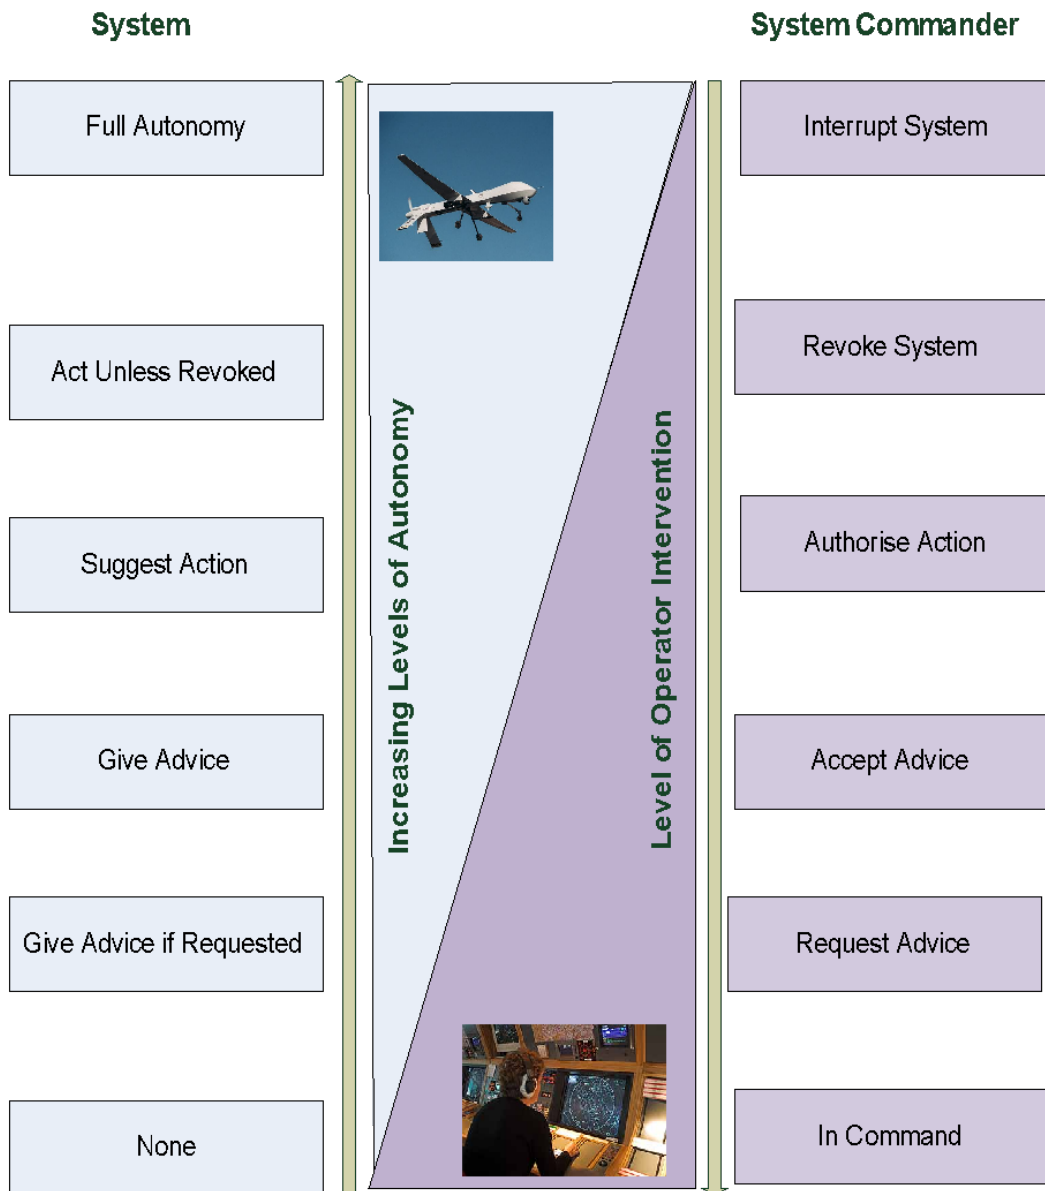 System
System Commander
Full Autonomy
Interrupt System
Act Unless Revoked
Revoke System
Suggest Action
Authorise Action
Give Advice
Accept Advice
Give Advice if Requested
Request Advice
None
In Command
Increasing Levels of Autonomy
Level of Operator Intervention